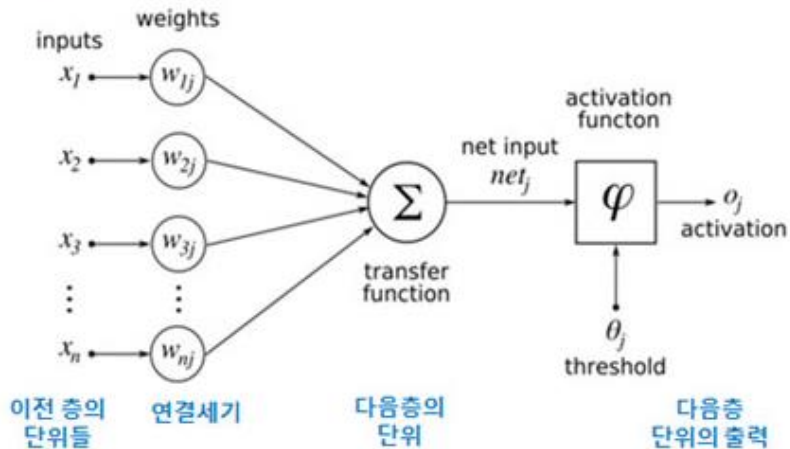 weights
inputs
x1
w1j
x2
w2j
x3
w3j
xn
wnj
Σ
transfer
function
net input
netj
activation
functon
φ
oj
activation
θj
threshold
이전 층의
단위들
연결세기
다음층의
단위
다음층
단위의 출력